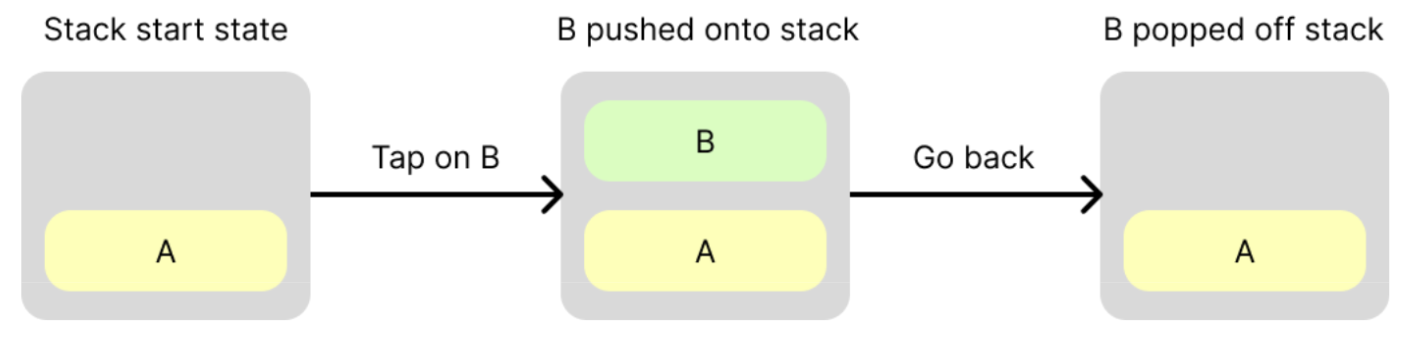 Stack start state
B pushed onto stack
B popped off stack
Tap on B
Go back
B
A
A
A